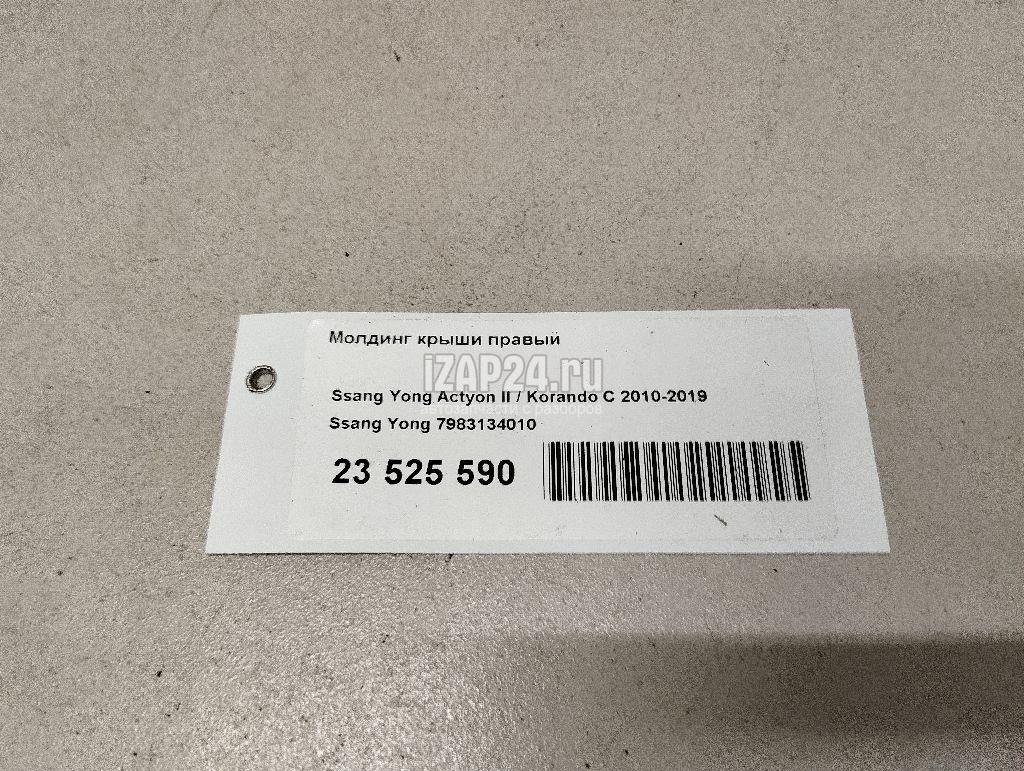 Молдинг крыши правый
iZAP24.ru
Ssang Yong Actyon II / Korando C 2010-2019
автозапчасти с разборов
Ssang Yong 7983134010
23 525 590